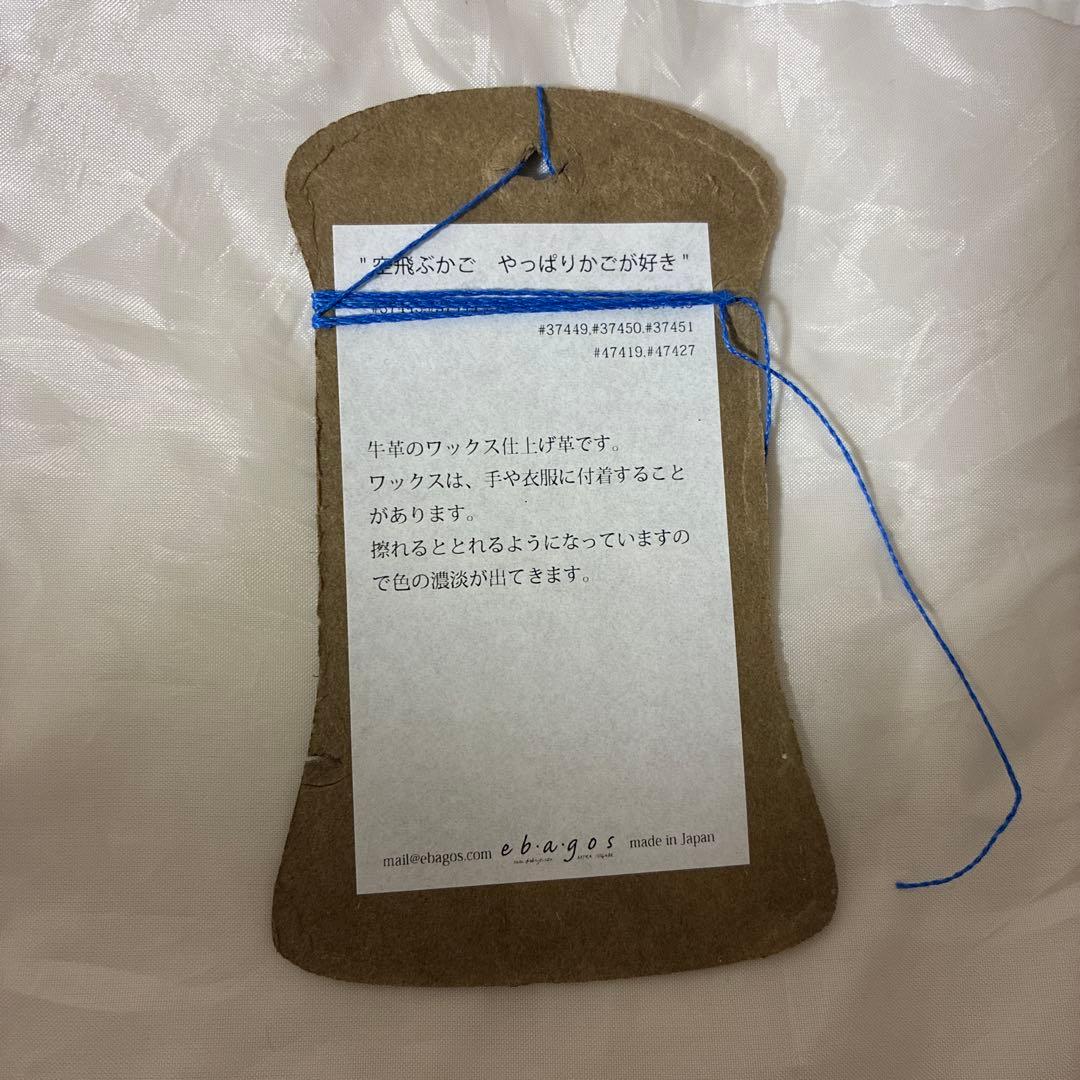 "空飛ぶかご　やっぱりかごが好き"
#37449,#37450,#37451
#47419,#47427
牛革のワックス仕上げ革です。
ワックスは、手や衣服に付着すること
があります。
擦れるととれるようになっていますの
で色の濃淡が出てきます。
mail@ebagos.com e b・a・g o s made in Japan